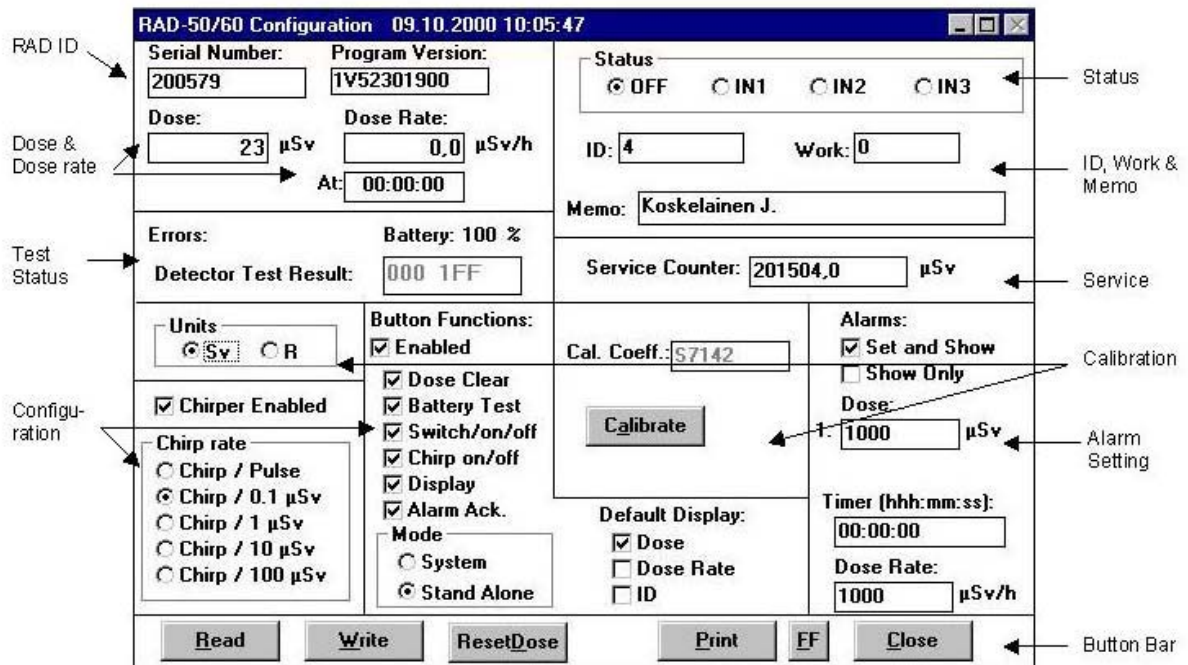 RAD-50/60 Configuration 09.10.2000 10:05:47
RAD ID
Serial Number: Program Version:
200579 1V52301900
Status
OFF IN1 IN2 IN3
Status
Dose: Dose Rate:
23 µSv 0,0 µSv/h
At: 00:00:00
Dose &
Dose rate
ID: 4 Work: 0
Memo: Koskelainen J.
ID, Work &
Memo
Errors: Battery: 100 %
Detector Test Result: 000 1FF
Test
Status
Service Counter: 201504,0 µSv
Service
Units
Sv R
Chirper Enabled
Chirp rate
Chirp / Pulse
Chirp / 0.1 µSv
Chirp / 1 µSv
Chirp / 10 µSv
Chirp / 100 µSv
Configu-
ration
Button Functions:
Enabled
Dose Clear
Battery Test
Switch/on/off
Chirp on/off
Display
Alarm Ack.
Mode
System
Stand Alone
Cal. Coeff.: S7142
Calibrate
Default Display:
Dose
Dose Rate
ID
Alarms:
Set and Show
Show Only
Dose:
1. 1000 µSv
Timer (hhh:mm:ss):
00:00:00
Dose Rate:
1000 µSv/h
Calibration
Alarm
Setting
Read Write ResetDose Print FF Close
Button Bar